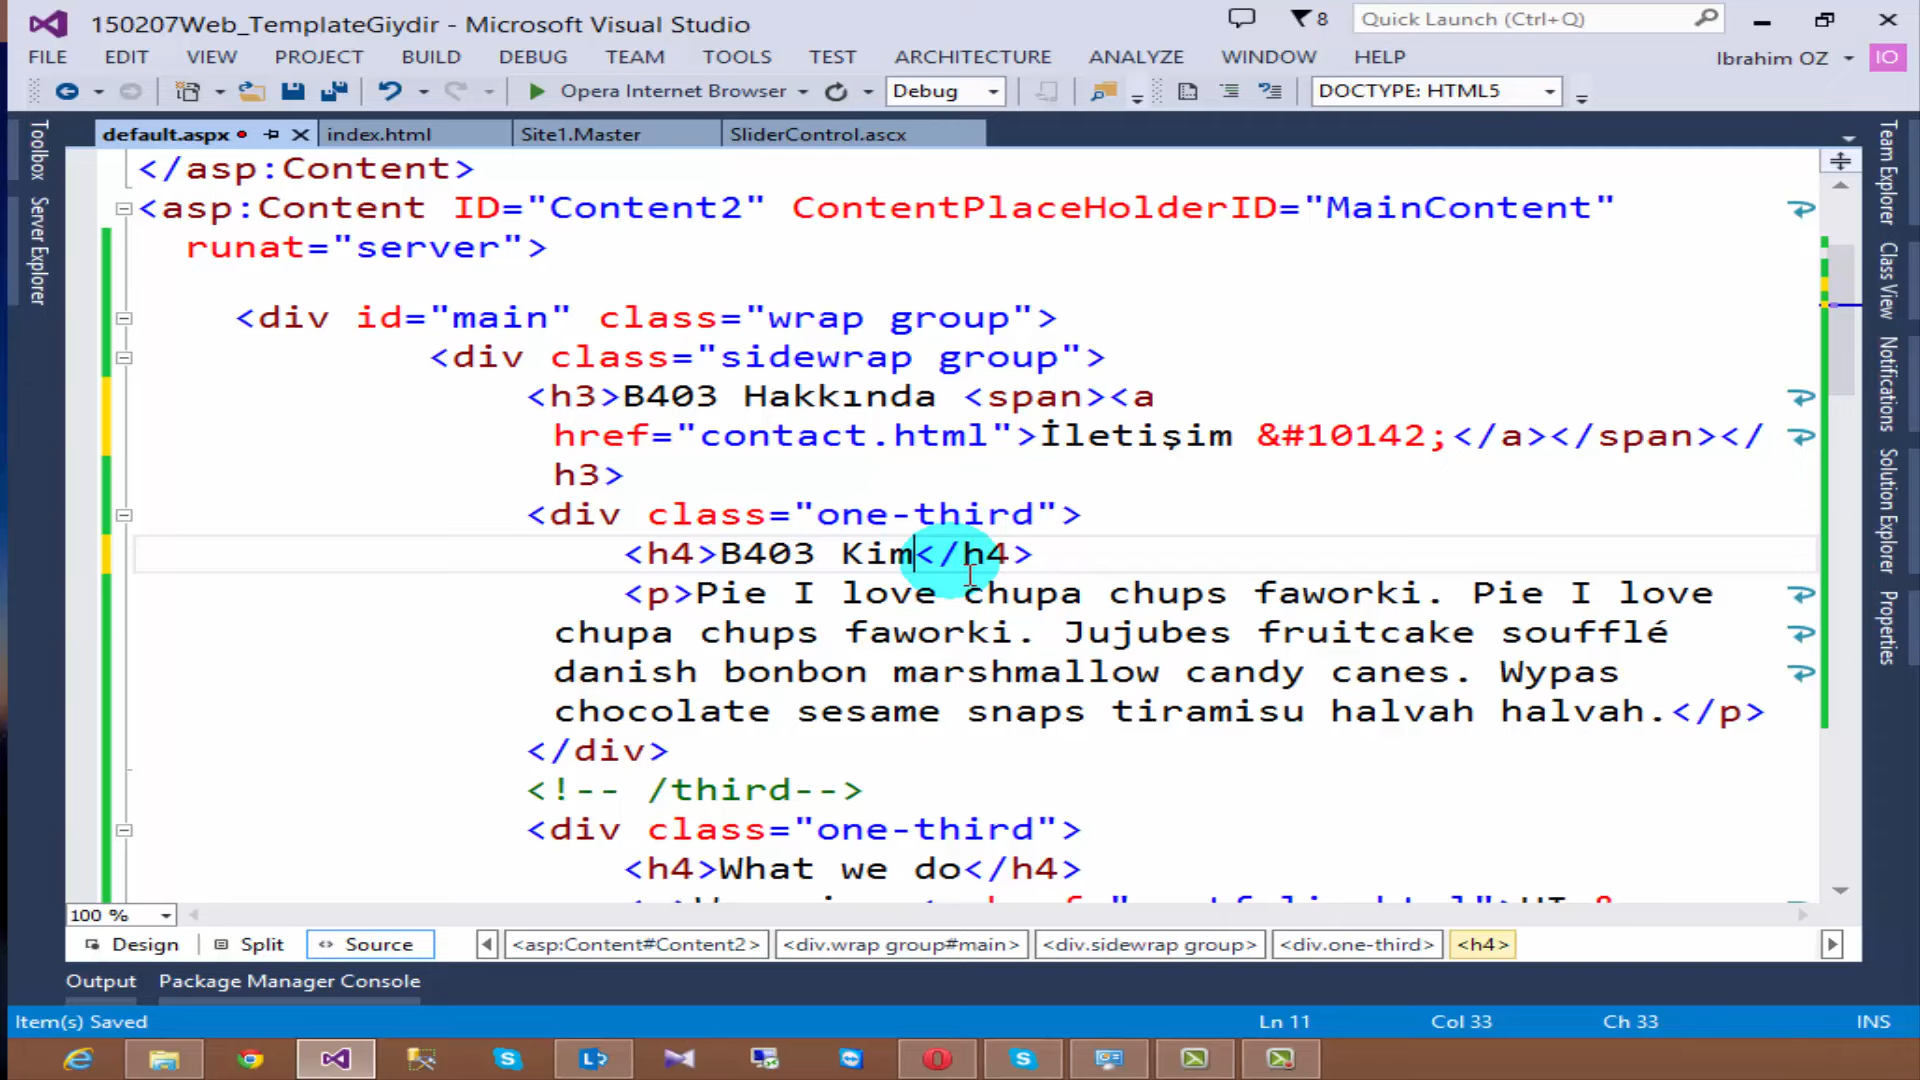 150207Web_TemplateGiydir - Microsoft Visual Studio
8
Quick Launch (Ctrl+Q)
FILE EDIT VIEW PROJECT BUILD DEBUG TEAM TOOLS TEST ARCHITECTURE ANALYZE WINDOW HELP
Ibrahim OZ
IO
Opera Internet Browser
Debug
DOCTYPE: HTML5
default.aspx
index.html
Site1.Master
SliderControl.ascx
Toolbox
Server Explorer
</asp:Content>
<asp:Content ID="Content2" ContentPlaceHolderID="MainContent"
runat="server">
<div id="main" class="wrap group">
<div class="sidewrap group">
<h3>B403 Hakkında <span><a
href="contact.html">İletişim &#10142;</a></span></
h3>
<div class="one-third">
<h4>B403 Kim</h4>
<p>Pie I love chupa chups faworki. Pie I love
chupa chups faworki. Jujubes fruitcake soufflé
danish bonbon marshmallow candy canes. Wypas
chocolate sesame snaps tiramisu halvah halvah.</p>
</div>
<!-- /third-->
<div class="one-third">
<h4>What we do</h4>
Team Explorer
Class View
Notifications
Solution Explorer
Properties
100 %
Design
Split
Source
<asp:Content#Content2>
<div.wrap group#main>
<div.sidewrap group>
<div.one-third>
<h4>
Output
Package Manager Console
Item(s) Saved
Ln 11
Col 33
Ch 33
INS